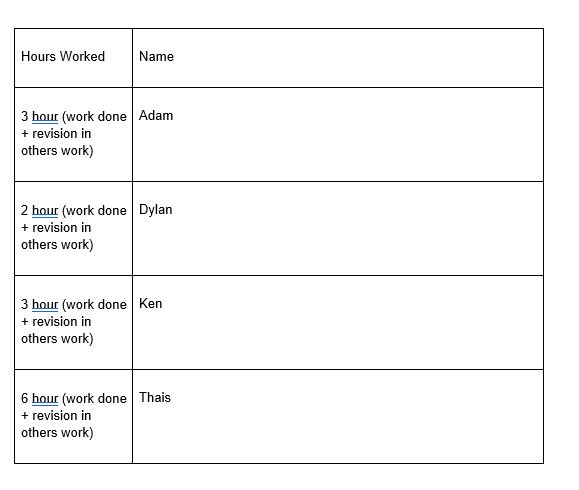 Hours Worked
Name
3 hour (work done
+ revision in
others work)
Adam
2 hour (work done
+ revision in
others work)
Dylan
3 hour (work done
+ revision in
others work)
Ken
6 hour (work done
+ revision in
others work)
Thais